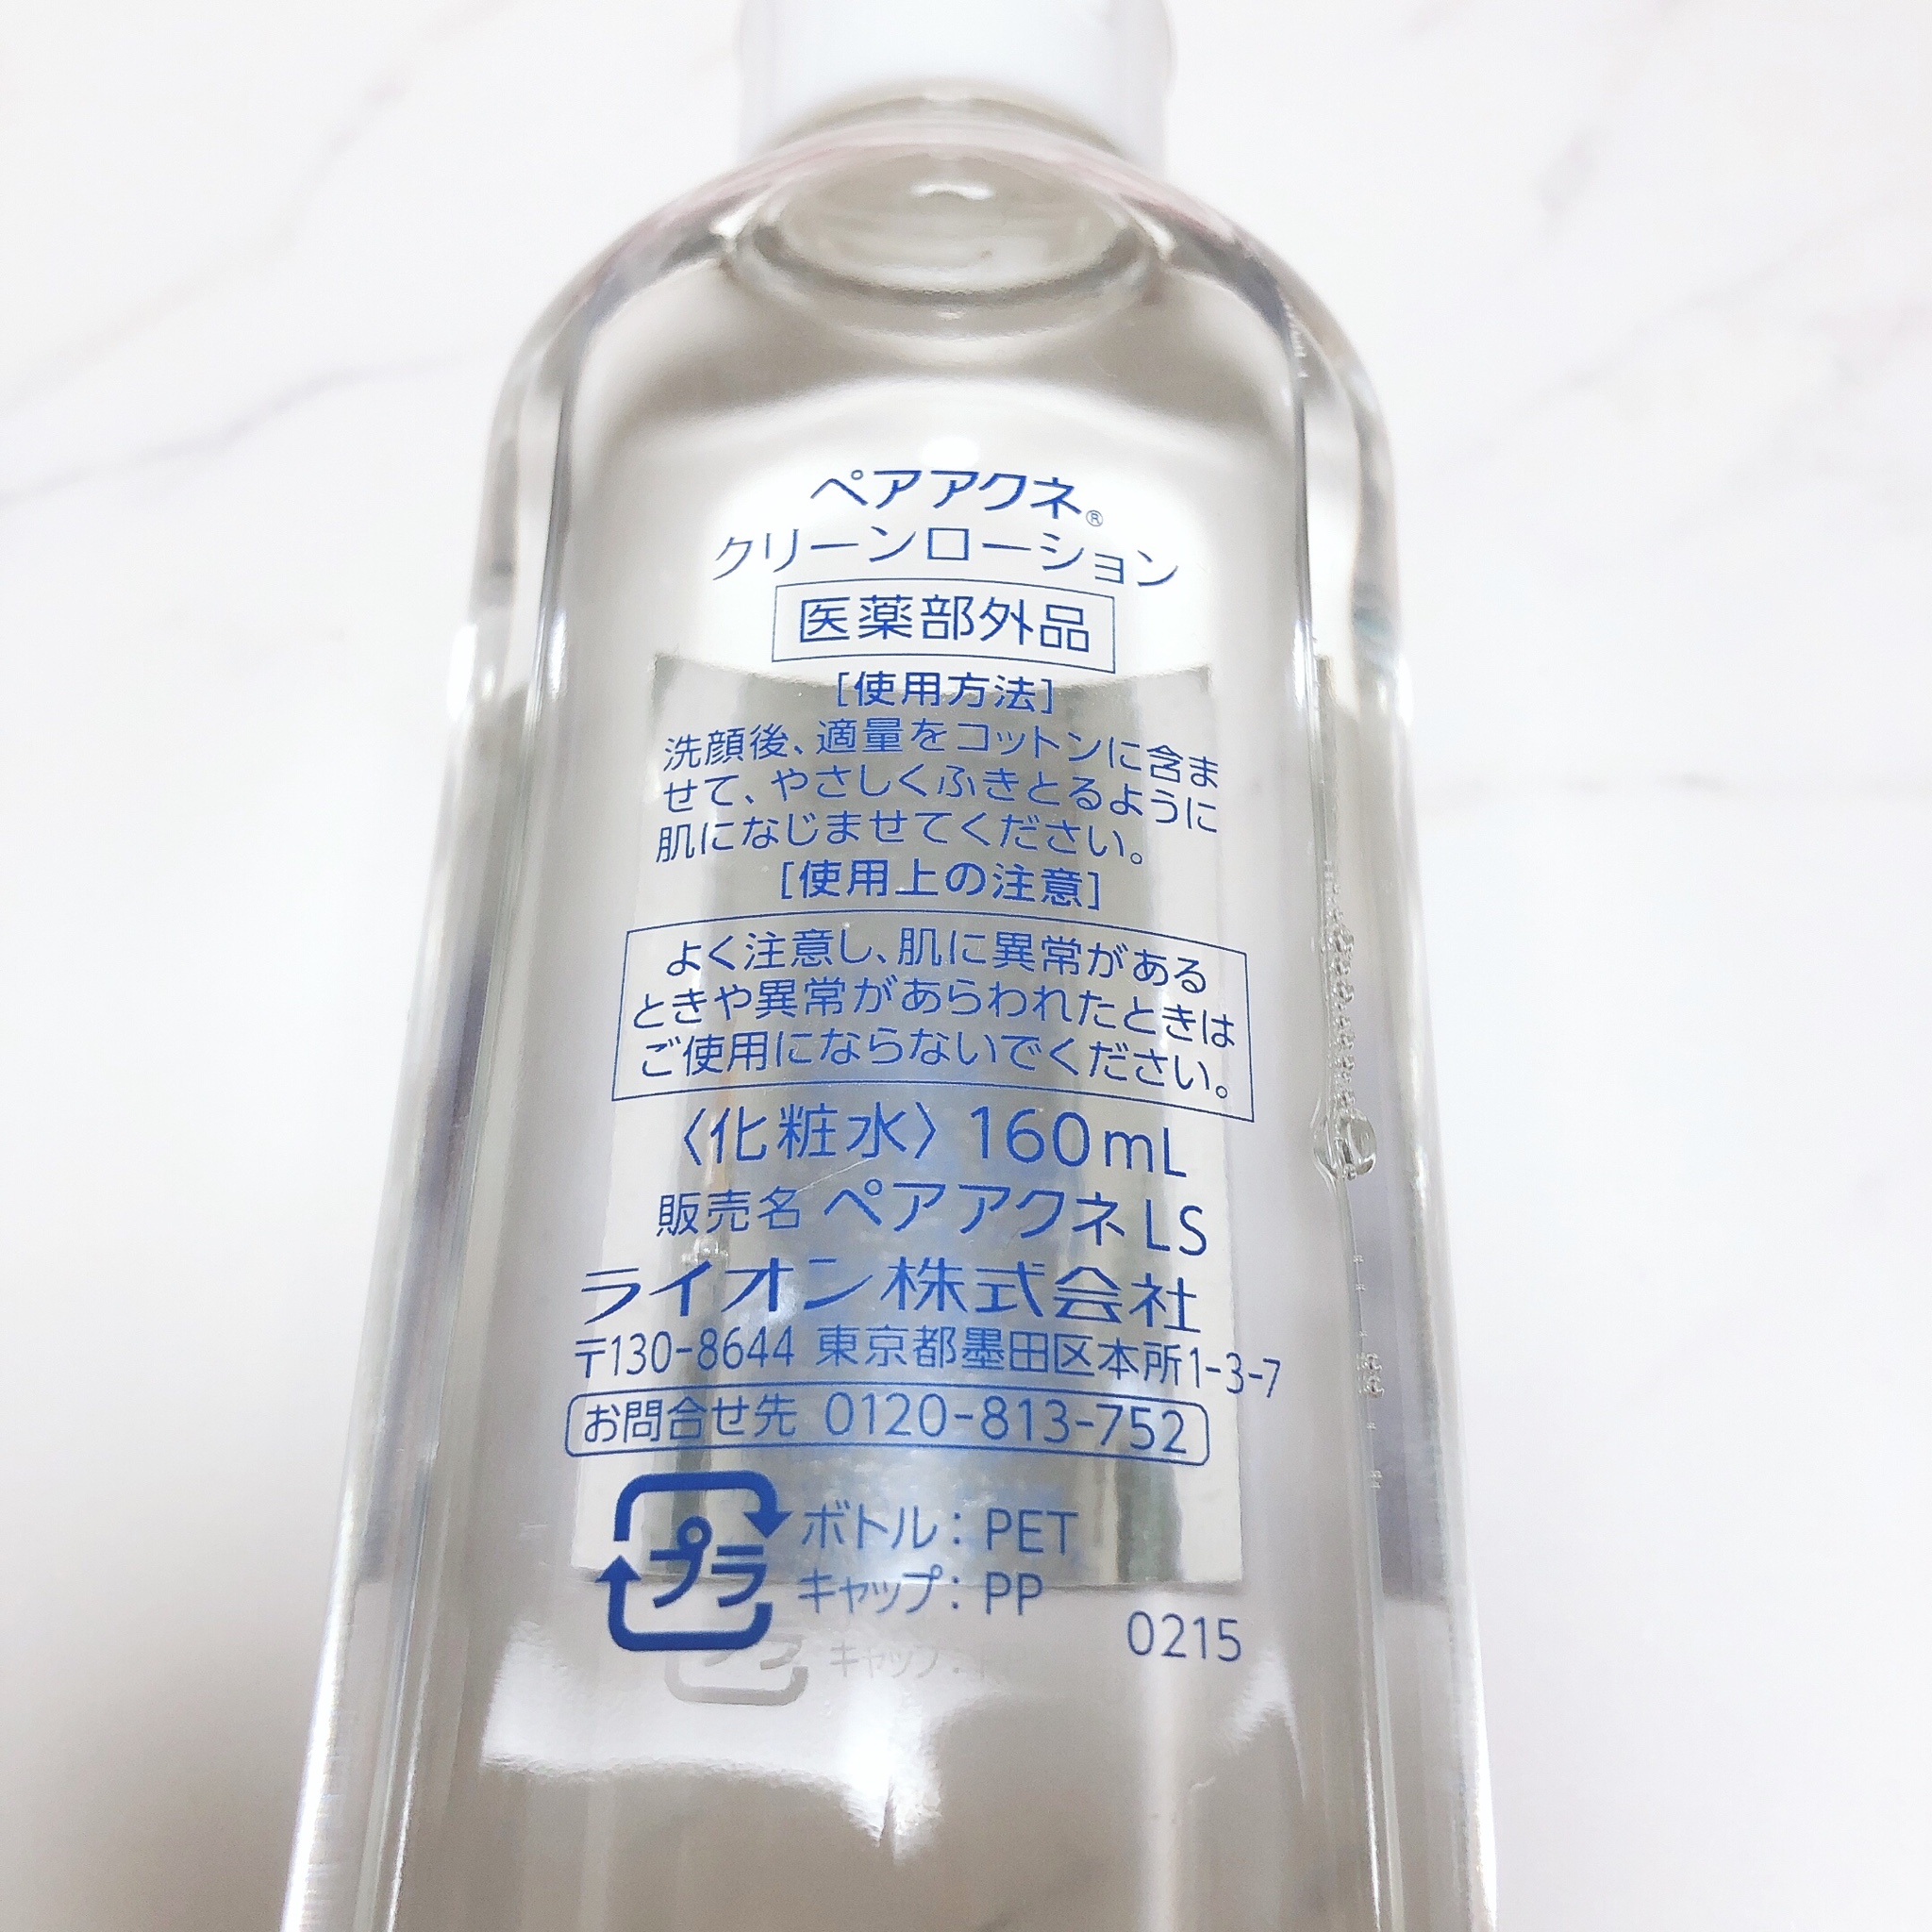 ペアアクネ®
クリーンローション
医薬部外品
[使用方法]
洗顔後、適量をコットンに含ま
せて、やさしくふきとるように
肌になじませてください。
[使用上の注意]
よく注意し、肌に異常がある
ときや異常があらわれたときは
ご使用にならないでください。
〈化粧水〉160mL
販売名 ペアアクネLS
ライオン株式会社
〒130-8644 東京都墨田区本所1-3-7
お問合せ先 0120-813-752
プラ
ボトル：PET
キャップ：PP
0215